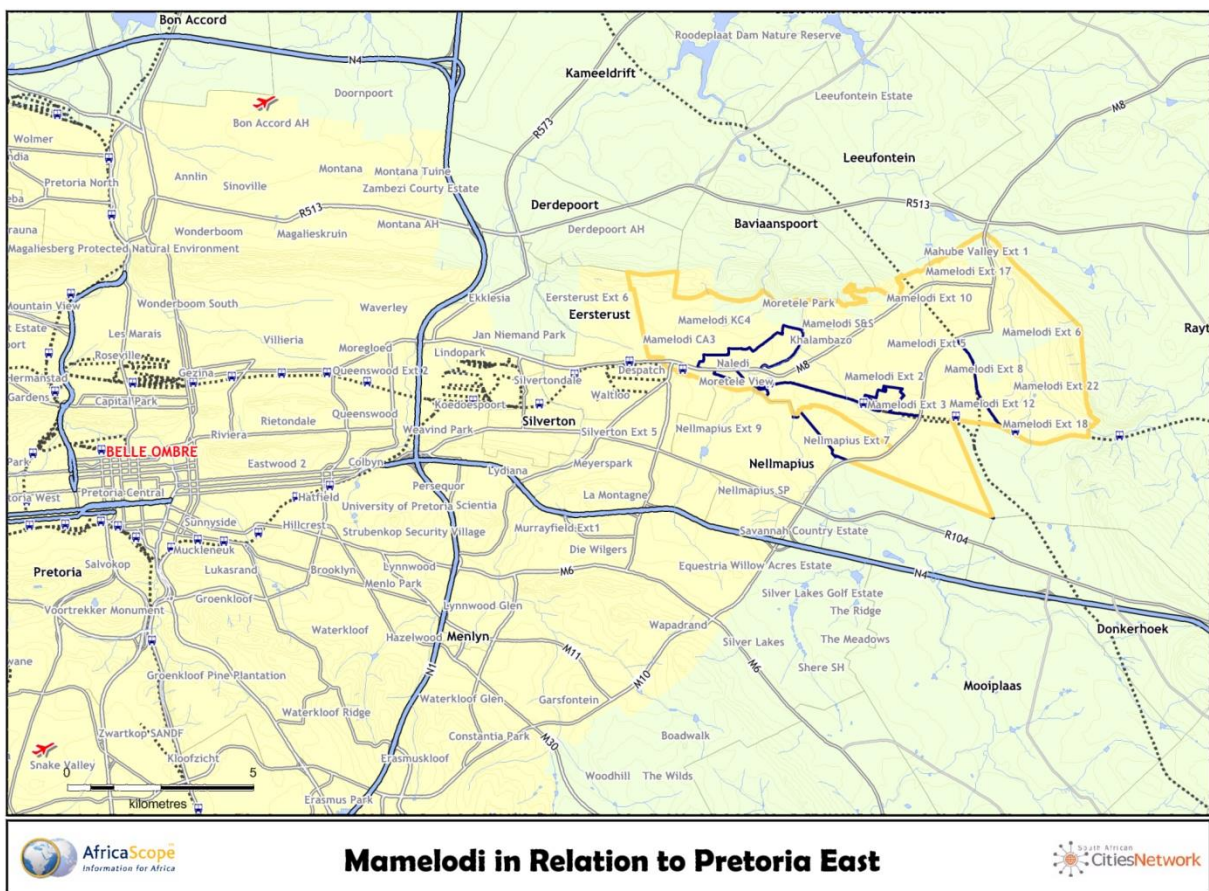 Bon Accord
N4
Roodeplaat Dam Nature Reserve
Kameeldrift
Doornpoort
Leeufontein Estate
M8
Bon Accord AH
R573
Wolmer
Leeufontein
Montana
Montana Tuine
Annlin
Sinoville
Pretoria North
Zambezi Courty Estate
R513
Derdepoort
R513
Baviaanspoort
Wonderboom
Magalieskruin
Montana AH
Derdepoort AH
Magaliesberg Protected Natural Environment
Mahube Valley Ext 1
Mamelodi Ext 17
Ekklesia
Eersterust Ext 6
Moretele Park
Mamelodi Ext 10
Mountain View
Wonderboom South
Waverley
Eersterust
Mamelodi KC4
Mamelodi S&S
Mamelodi Ext 6
Les Marais
Villieria
Jan Niemand Park
Mamelodi CA3
Khalambazo
Mamelodi Ext 5
Moregloed
Lindopark
Roseville
Naledi
Hermanstad
Gezina
Queenswood Ext 2
Silvertondale
Despatch
M8
Mamelodi Ext 8
Moretele View
Mamelodi Ext 2
Mamelodi Ext 22
Gardens
Waltloo
Capital Park
Koedoespoort
Mamelodi Ext 3
Mamelodi Ext 12
Rietondale
Queenswood
Silverton
Mamelodi Ext 18
Riviera
Weavind Park
Silverton Ext 5
Nellmapius Ext 9
Nellmapius Ext 7
BELLE OMBRE
Eastwood 2
Colbyn
Lydiana
Meyerspark
Nellmapius
Pretoria Central
Hatfield
Persequor
La Montagne
Nellmapius SP
University of Pretoria
Scientia
Sunnyside
Hillcrest
Strubenkop Security Village
Murrayfield Ext1
Savannah Country Estate
R104
Muckleneuk
Die Wilgers
Pretoria
Salvokop
Lukasrand
Brooklyn
Lynnwood
M6
Equestria
Willow Acres Estate
N4
Menlo Park
Silver Lakes Golf Estate
Voortrekker Monument
Groenkloof
Lynnwood Glen
The Ridge
Waterkloof
Hazelwood
Menlyn
Wapadrand
Silver Lakes
The Meadows
Donkerhoek
M11
M6
Shere SH
N1
M10
Groenkloof Pine Plantation
Mooiplaas
Waterkloof Glen
Garsfontein
Waterkloof Ridge
Zwartkop SANDF
Constantia Park
M30
Boadwalk
Kloofzicht
Erasmuskloof
Snake Valley
Woodhill
The Wilds
0
5
kilometres
Erasmus Park
AfricaScope
Information for Africa
Mamelodi in Relation to Pretoria East
South African
CitiesNetwork